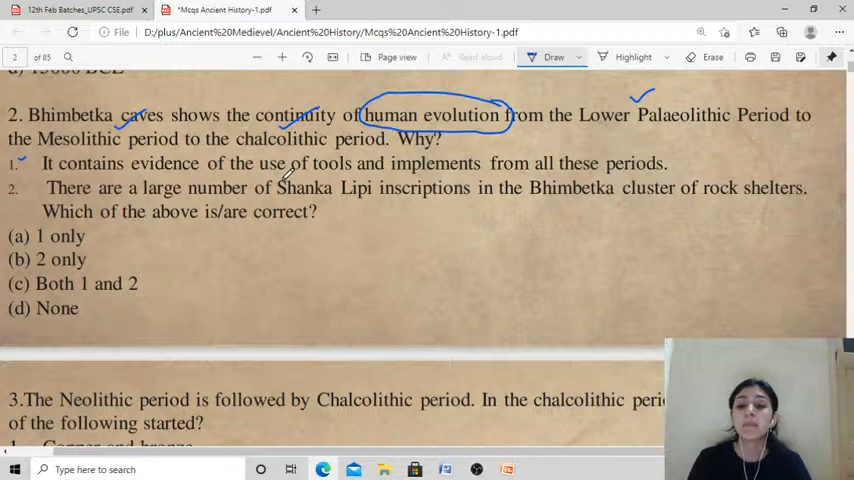 12th Feb Batches_UPSC CSE.pdf
*Mcqs Ancient History-1.pdf
File
D:/plus/Ancient%20Medievel/Ancient%20History/Mcqs%20Ancient%20History-1.pdf
2 of 85
Page view
Read aloud
Draw
Highlight
Erase
2. Bhimbetka caves shows the continuity of human evolution from the Lower Palaeolithic Period to
the Mesolithic period to the chalcolithic period. Why?
1. It contains evidence of the use of tools and implements from all these periods.
2. There are a large number of Shanka Lipi inscriptions in the Bhimbetka cluster of rock shelters.
Which of the above is/are correct?
(a) 1 only
(b) 2 only
(c) Both 1 and 2
(d) None
3.The Neolithic period is followed by Chalcolithic period. In the chalcolithic
of the following started?
Type here to search